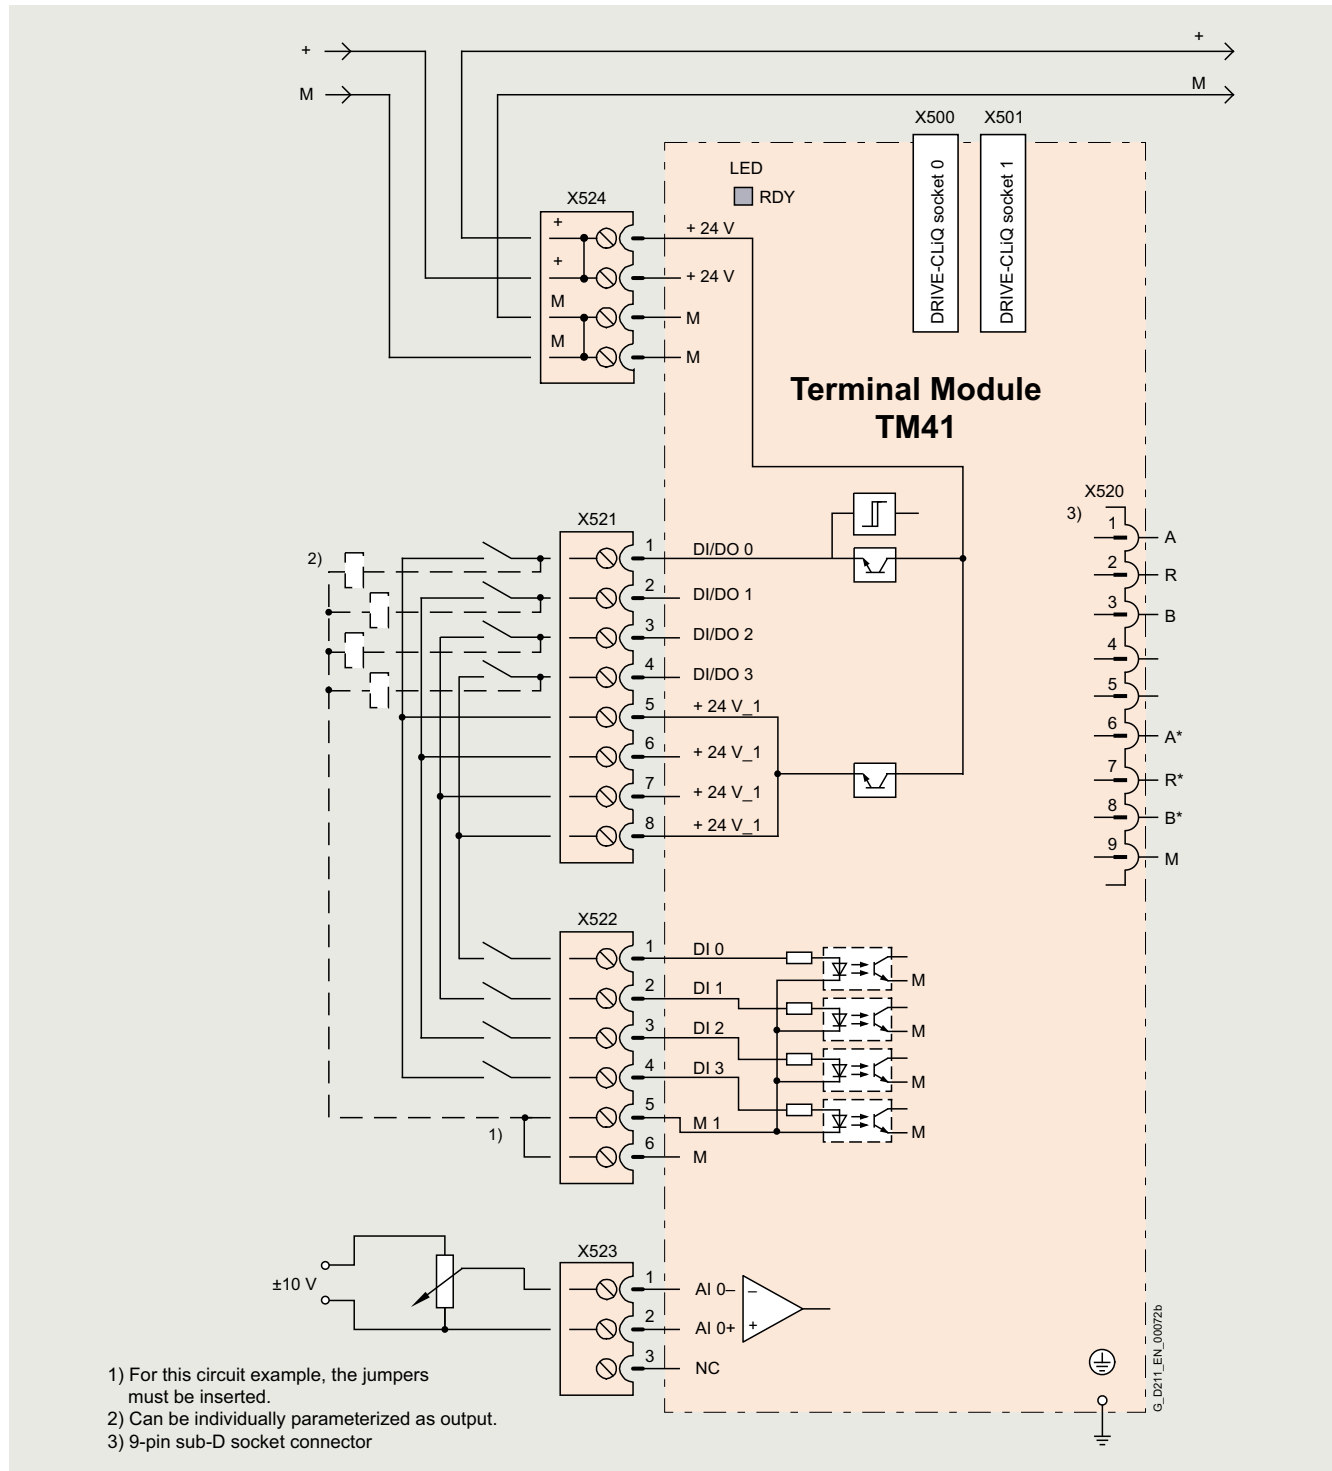 +
+
M
M
X500
X501
DRIVE-CLiQ socket 0
DRIVE-CLiQ socket 1
LED
RDY
X524
+
+ 24 V
+
+ 24 V
M
M
M
M
Terminal Module
TM41
X520
3)
1
A
2
R
3
B
4
5
6
A*
7
R*
8
B*
9
M
X521
2)
1
DI/DO 0
2
DI/DO 1
3
DI/DO 2
4
DI/DO 3
5
+ 24 V_1
6
+ 24 V_1
7
+ 24 V_1
8
+ 24 V_1
X522
1
DI 0
M
2
DI 1
M
3
DI 2
M
4
DI 3
M
5
M 1
1)
6
M
X523
±10 V
1
AI 0–
–
2
AI 0+
+
3
NC
G_D211_EN_00072b
1) For this circuit example, the jumpers
must be inserted.
2) Can be individually parameterized as output.
3) 9-pin sub-D socket connector